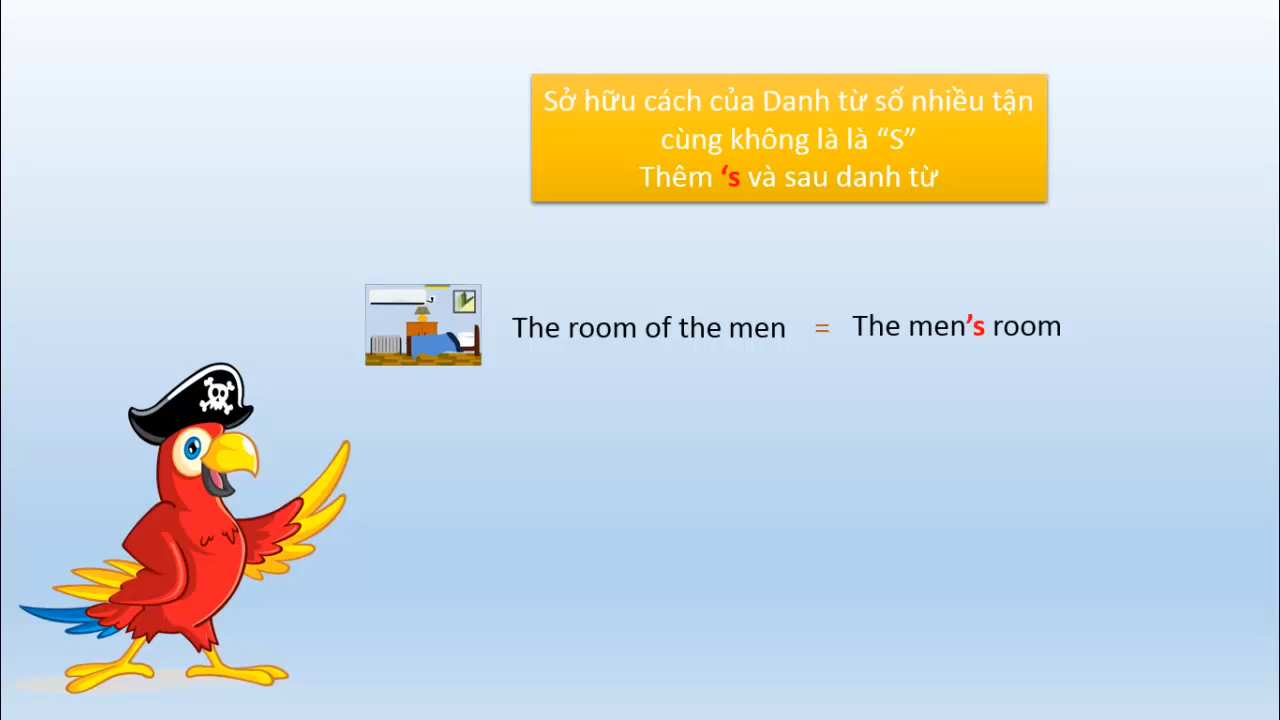 Sở hữu cách của Danh từ số nhiều tận
cùng không là là “S”
Thêm ‘s và sau danh từ
The room of the men = The men’s room